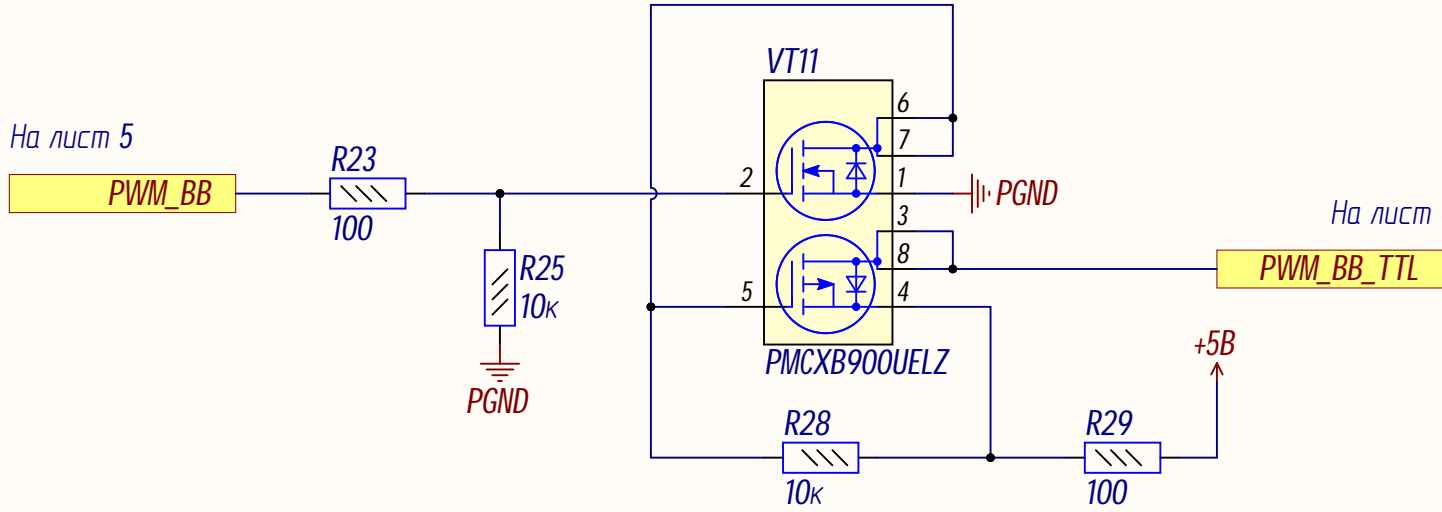 VT11
6
На лист 5
7
R23
PWM_BB
2
1
PGND
100
3
На лист
R25
8
PWM_BB_TTL
10к
5
4
+5В
PMCXB900UELZ
PGND
R28
R29
10к
100